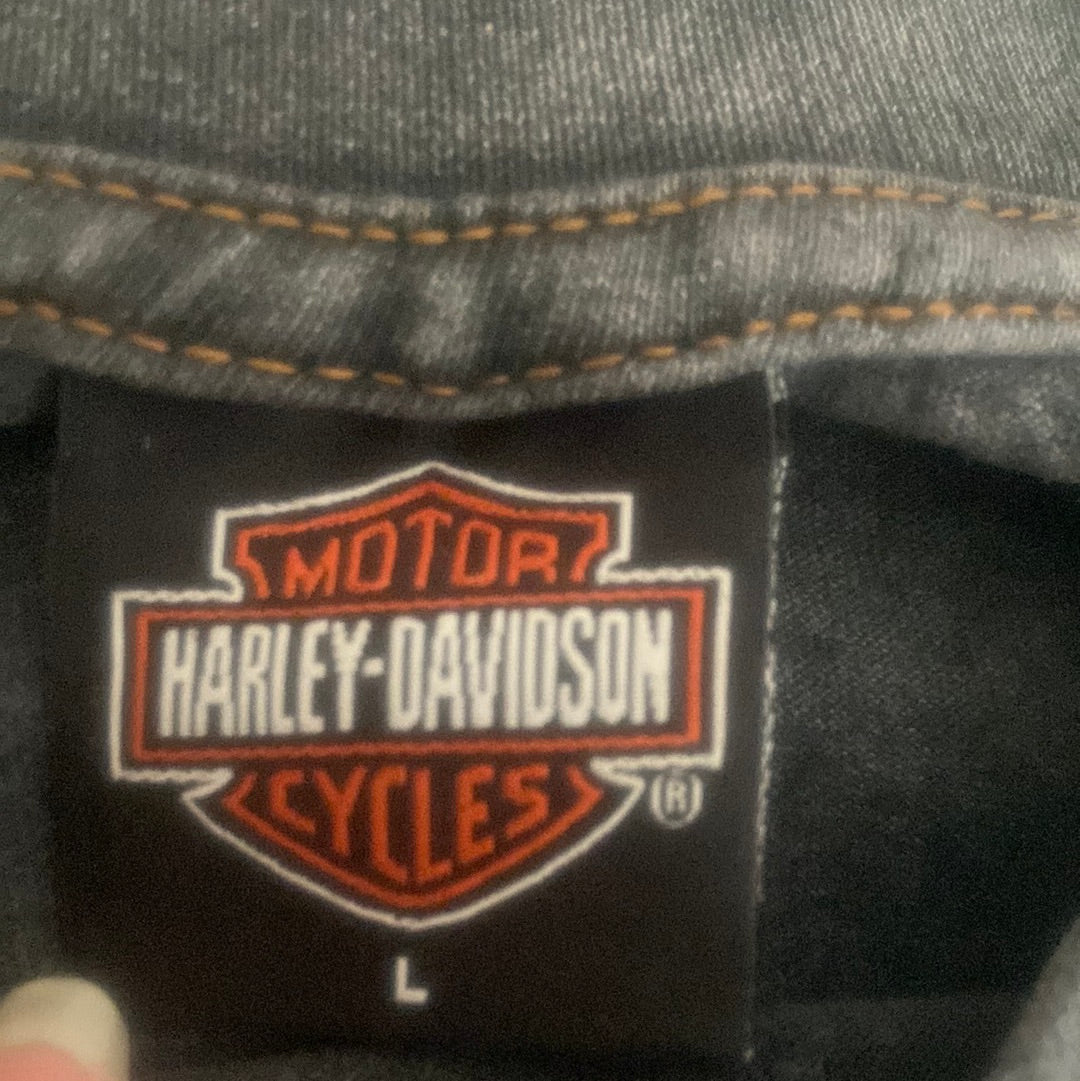 MOTOR
HARLEY-DAVIDSON
CYCLES
®
L